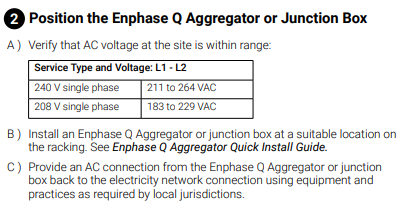 2 Position the Enphase Q Aggregator or Junction Box
A ) Verify that AC voltage at the site is within range:
Service Type and Voltage: L1 - L2
240 V single phase 211 to 264 VAC
208 V single phase 183 to 229 VAC
B ) Install an Enphase Q Aggregator or junction box at a suitable location on
the racking. See Enphase Q Aggregator Quick Install Guide.
C ) Provide an AC connection from the Enphase Q Aggregator or junction
box back to the electricity network connection using equipment and
practices as required by local jurisdictions.